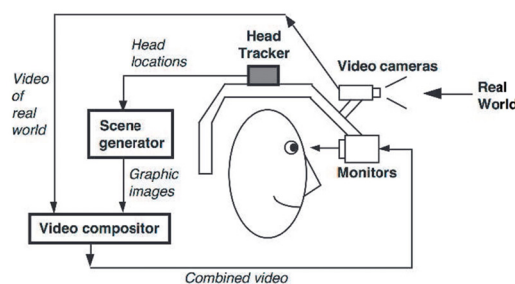 Head
locations
Head
Tracker
Video cameras
Video
of
real
world
Real
World
Scene
generator
Graphic
images
Monitors
Video compositor
Combined video